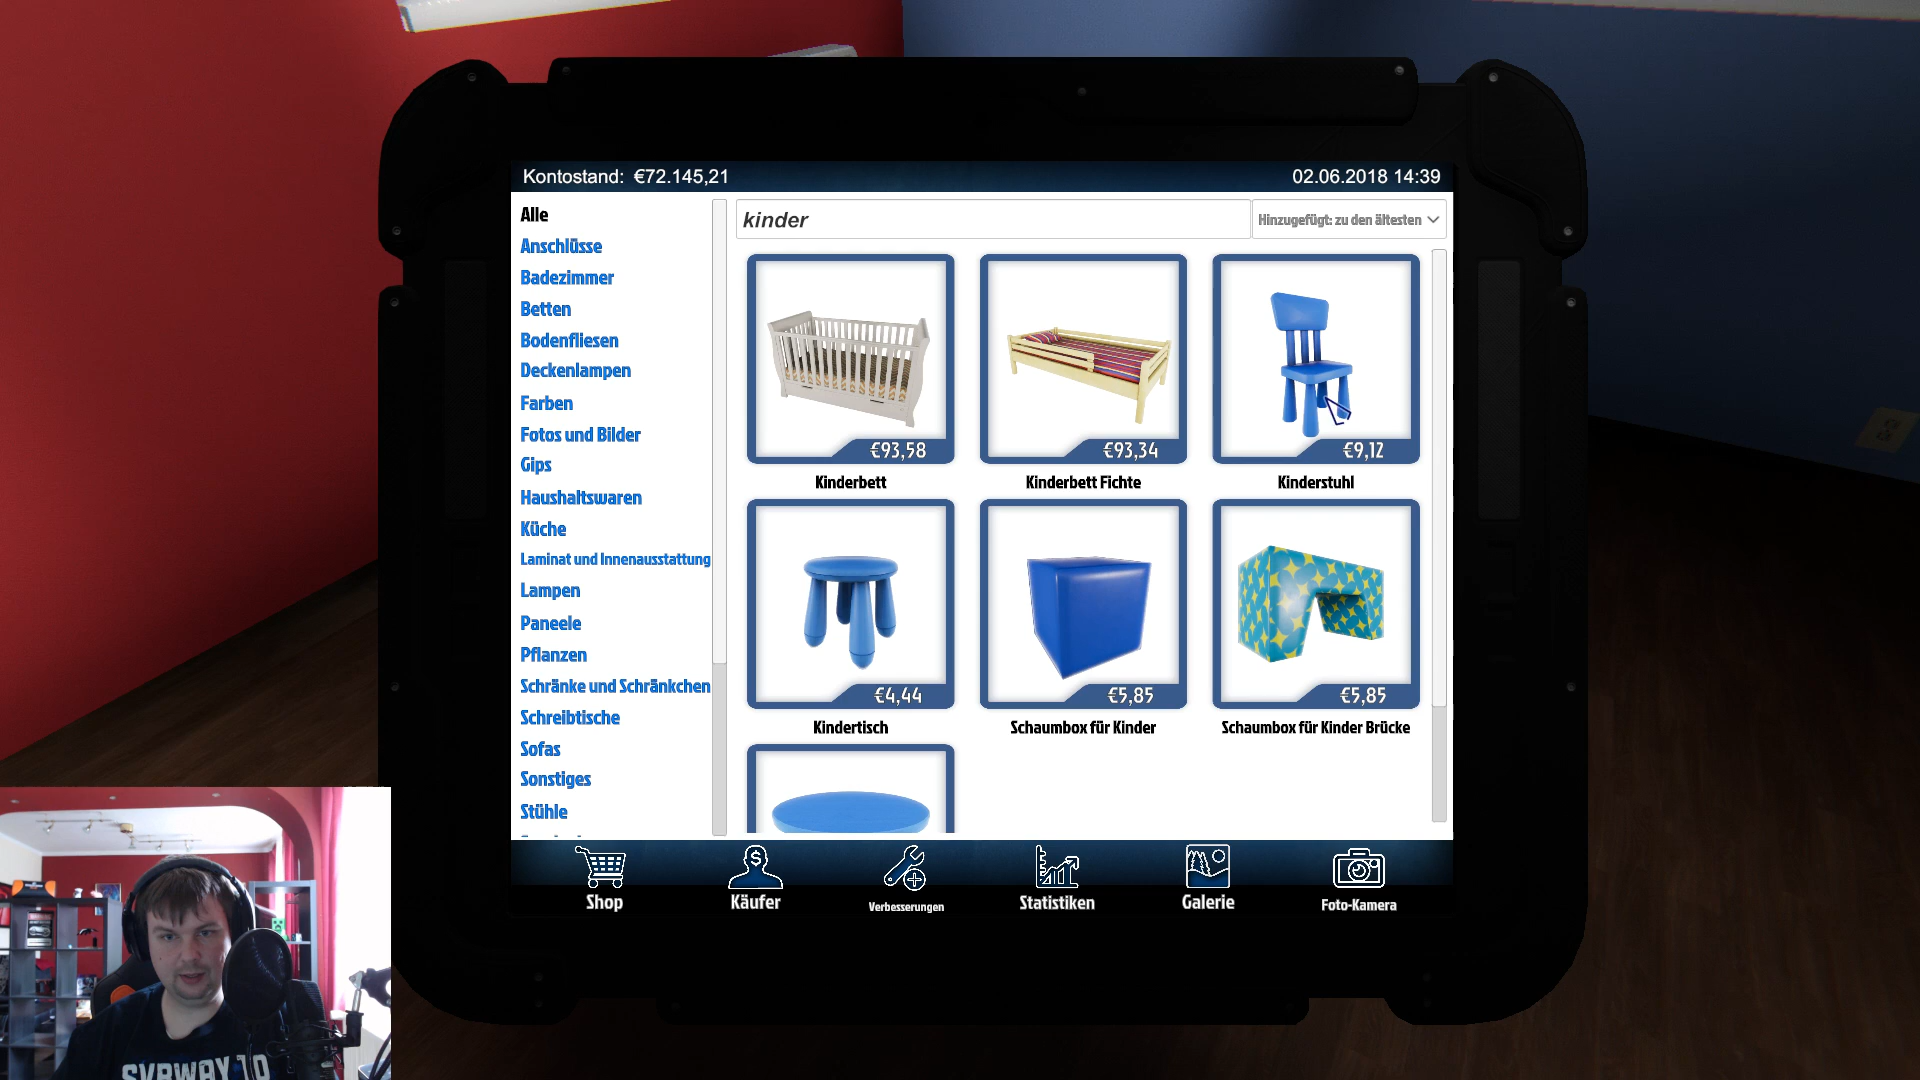 Kontostand: €72.145,21
02.06.2018 14:39
kinder
Hinzugefügt: zu den ältesten
Alle
Anschlüsse
Badezimmer
Betten
Bodenfliesen
Deckenlampen
Farben
Fotos und Bilder
Gips
Haushaltswaren
Küche
Laminat und Innenausstattung
Lampen
Paneele
Pflanzen
Schränke und Schränkchen
Schreibtische
Sofas
Sonstiges
Stühle
€93,58
€93,34
€9,12
Kinderbett
Kinderbett Fichte
Kinderstuhl
€4,44
€5,85
€5,85
Kindertisch
Schaumbox für Kinder
Schaumbox für Kinder Brücke
Shop
Käufer
Verbesserungen
Statistiken
Galerie
Foto-Kamera